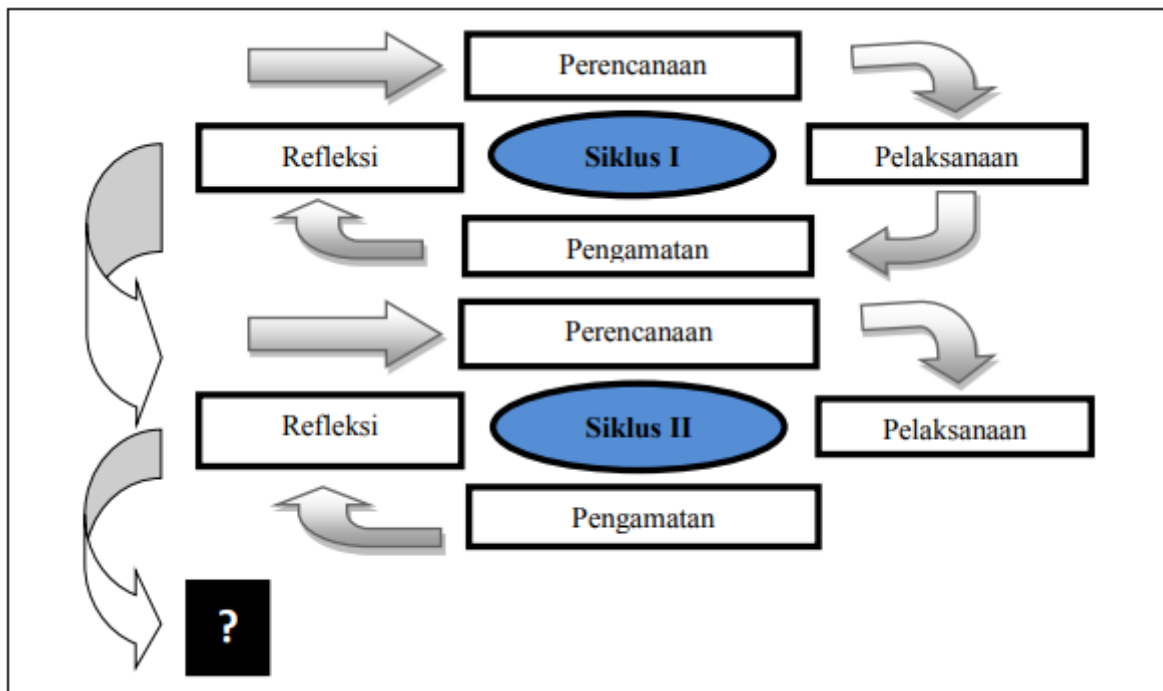 Perencanaan
Refleksi
Siklus I
Pelaksanaan
Pengamatan
Perencanaan
Refleksi
Siklus II
Pelaksanaan
Pengamatan
?